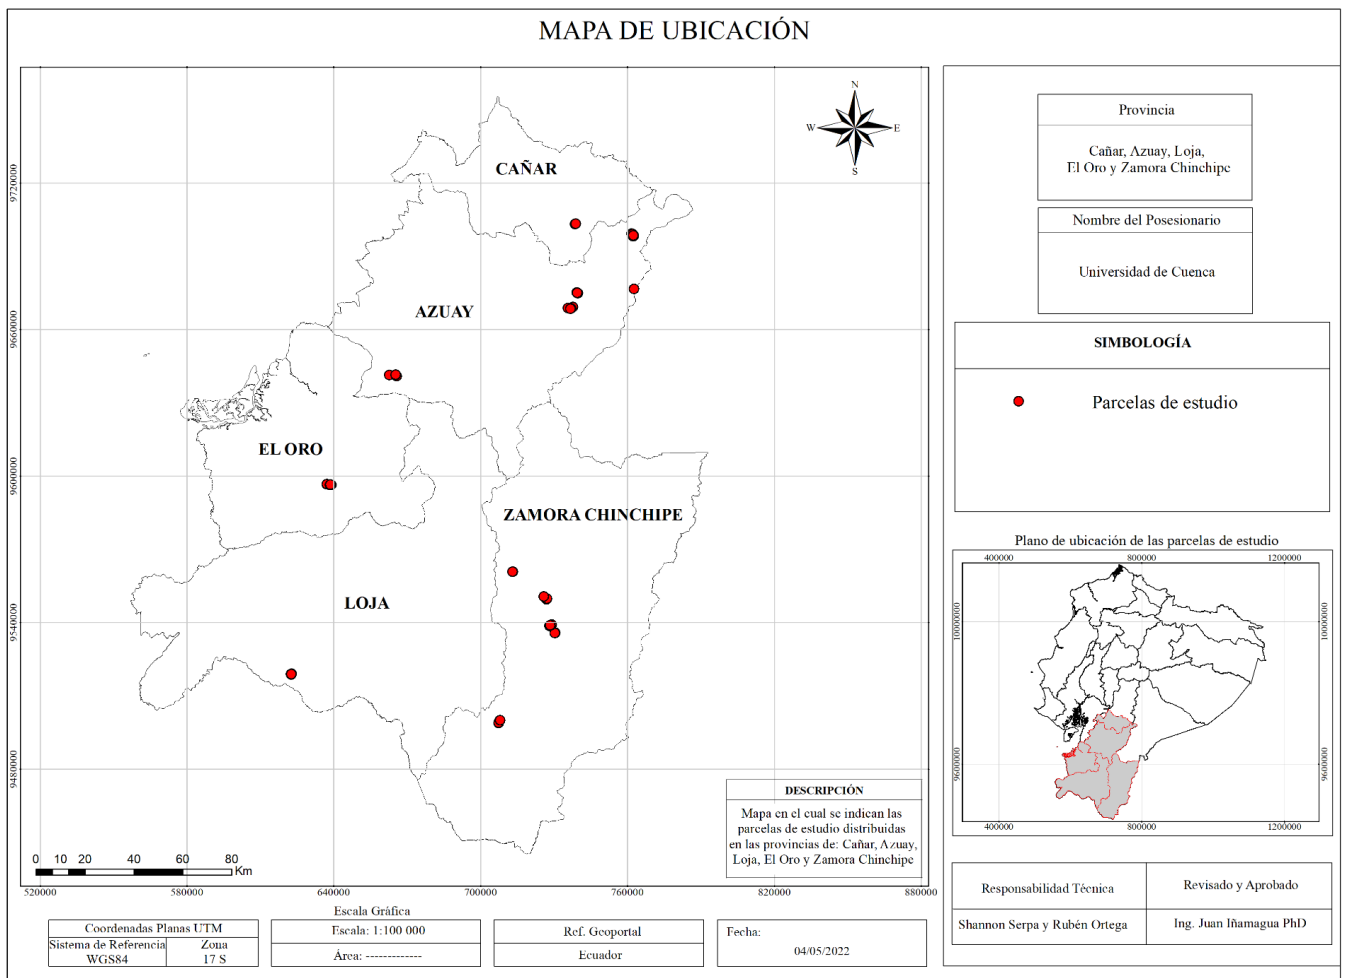 MAPA DE UBICACIÓN
N
W
E
S
CAÑAR
AZUAY
EL ORO
ZAMORA CHINCHIPE
LOJA
9720000
9660000
9600000
9540000
9480000
520000
580000
640000
700000
760000
820000
880000
0 10 20 40 60 80
Km
DESCRIPCIÓN
Mapa en el cual se indican las
parcelas de estudio distribuidas
en las provincias de: Cañar, Azuay,
Loja, El Oro y Zamora Chinchipe
Provincia
Cañar, Azuay, Loja,
El Oro y Zamora Chinchipe
Nombre del Posesionario
Universidad de Cuenca
SIMBOLOGÍA
Parcelas de estudio
Plano de ubicación de las parcelas de estudio
400000
800000
1200000
10000000
10000000
9600000
9600000
400000
800000
1200000
Responsabilidad Técnica
Revisado y Aprobado
Shannon Serpa y Rubén Ortega
Ing. Juan Iñamagua PhD
Coordenadas Planas UTM
Sistema de Referencia
WGS84
Zona
17 S
Escala Gráfica
Escala: 1:100 000
Área: -------------
Ref. Geoportal
Ecuador
Fecha:
04/05/2022